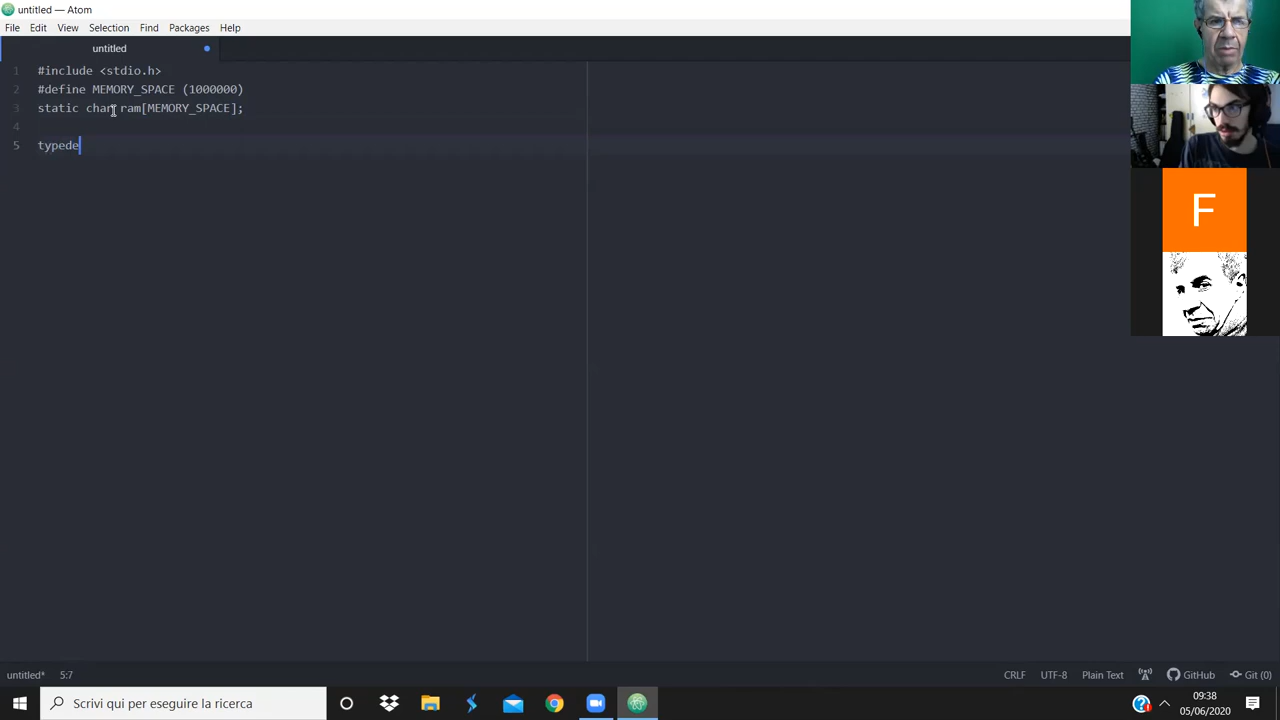 untitled — Atom
File Edit View Selection Find Packages Help
untitled
1 #include <stdio.h>
2 #define MEMORY_SPACE (1000000)
3 static char ram[MEMORY_SPACE];
4
5 typede
F
untitled* 5:7 CRLF UTF-8 Plain Text GitHub Git (0)
Scrivi qui per eseguire la ricerca
09:38
05/06/2020